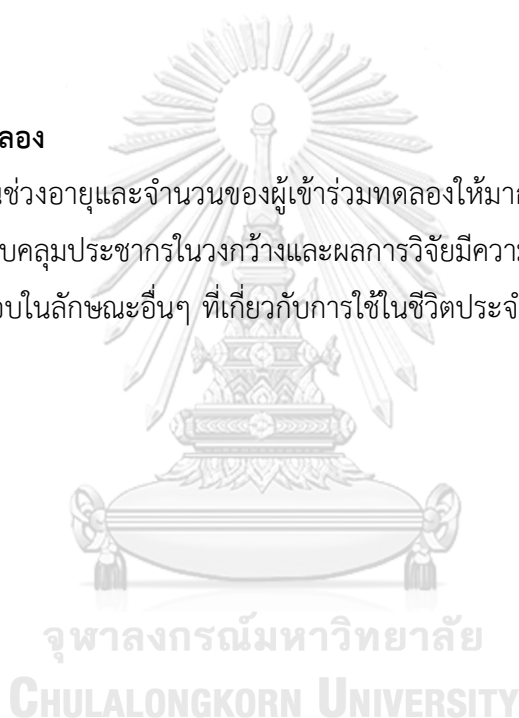 ลอง
ช่วงอายุและจำนวนของผู้เข้าร่วมทดลองให้มา
บคลุมประชากรในวงกว้างและผลการวิจัยมีความ
บในลักษณะอื่นๆ ที่เกี่ยวกับการใช้ในชีวิตประจำ
จุฬาลงกรณ์มหาวิทยาลัย
CHULALONGKORN UNIVERSITY